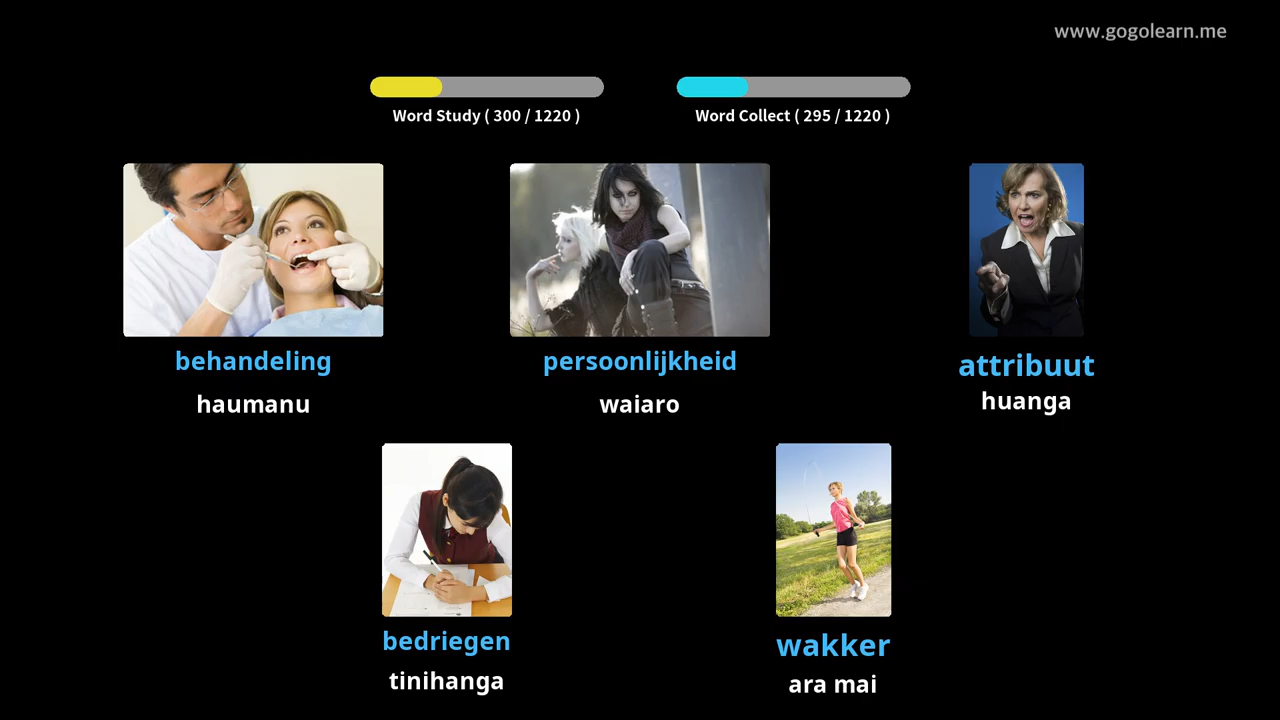 www.gogolearn.me
Word Study ( 300 / 1220 )
Word Collect ( 295 / 1220 )
behandeling
haumanu
persoonlijkheid
waiaro
attribuut
huanga
bedriegen
tinihanga
wakker
ara mai